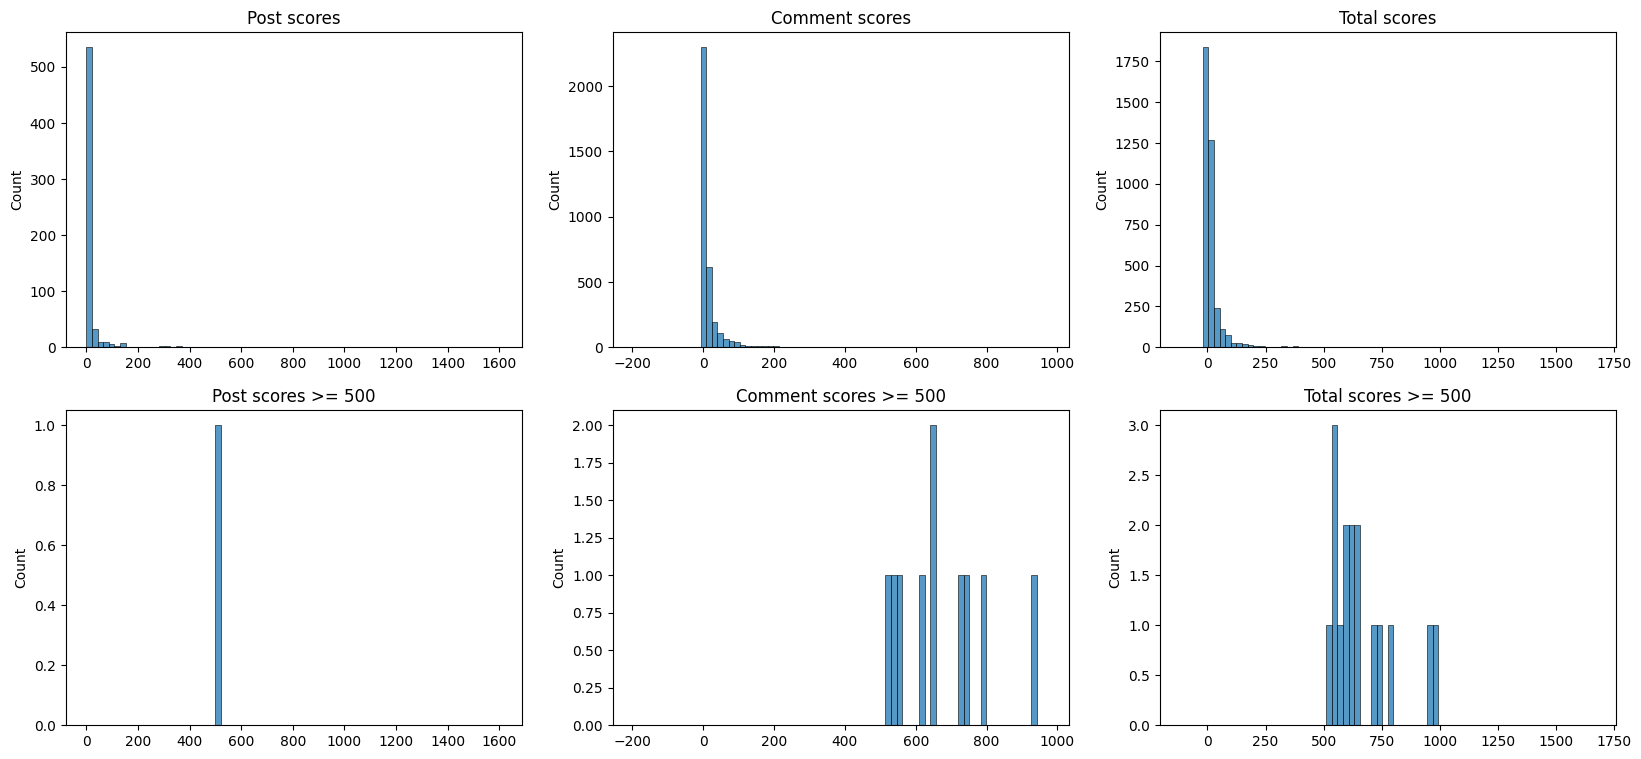 Post scores
Count
500
400
300
200
100
0
0 200 400 600 800 1000 1200 1400 1600
Comment scores
Count
2000
1500
1000
500
0
−200 0 200 400 600 800 1000
Total scores
Count
1750
1500
1250
1000
750
500
250
0
0 250 500 750 1000 1250 1500 1750
Post scores >= 500
Count
1.0
0.8
0.6
0.4
0.2
0.0
0 200 400 600 800 1000 1200 1400 1600
Comment scores >= 500
Count
2.00
1.75
1.50
1.25
1.00
0.75
0.50
0.25
0.00
−200 0 200 400 600 800 1000
Total scores >= 500
Count
3.0
2.5
2.0
1.5
1.0
0.5
0.0
0 250 500 750 1000 1250 1500 1750